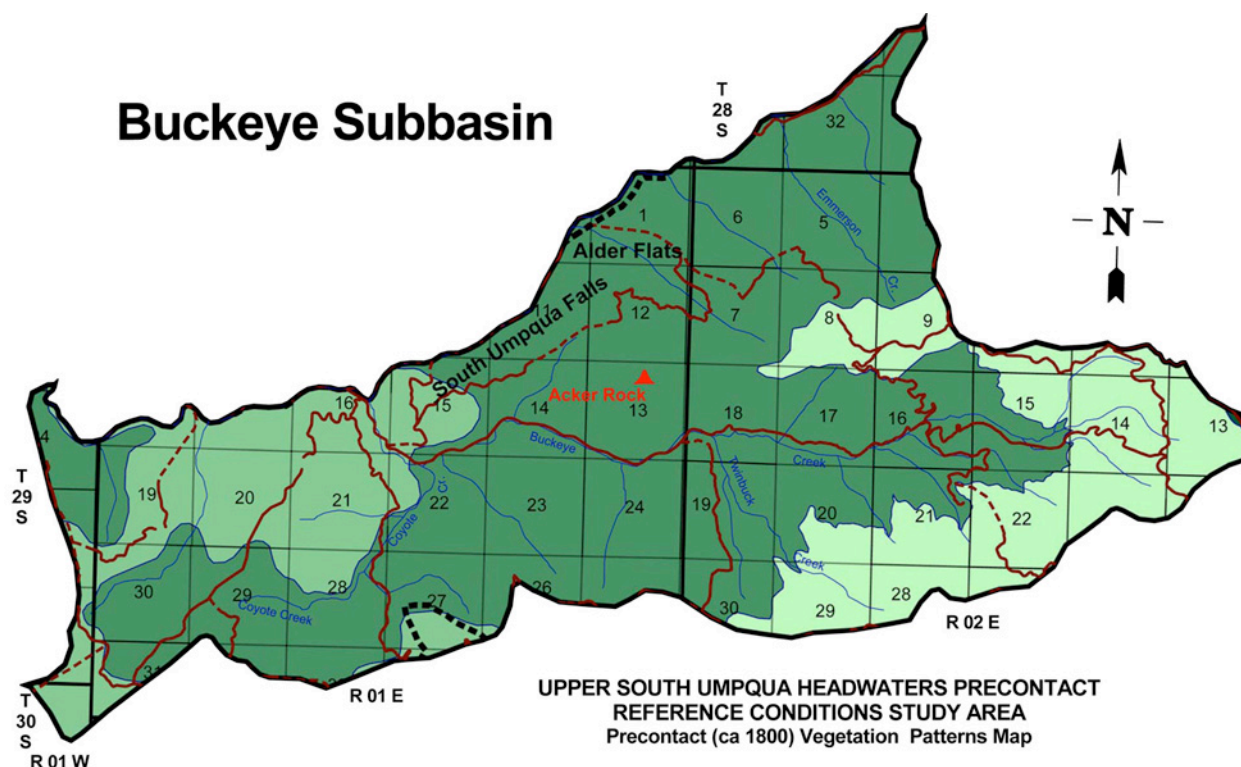 Buckeye Subbasin
T
28
S
N
32
Emmerson
Cr.
1
6
5
Alder Flats
South Umpqua Falls
12
7
8
9
Acker Rock
16
15
14
13
18
17
16
15
14
13
Buckeye
Creek
Twinbuck
Creek
T
29
S
19
20
21
22
23
24
19
20
21
22
Coyote
Cr.
30
29
28
27
26
30
29
28
Coyote Creek
R 02 E
R 01 E
T
30
S
R 01 W
UPPER SOUTH UMPQUA HEADWATERS PRECONTACT
REFERENCE CONDITIONS STUDY AREA
Precontact (ca 1800) Vegetation Patterns Map